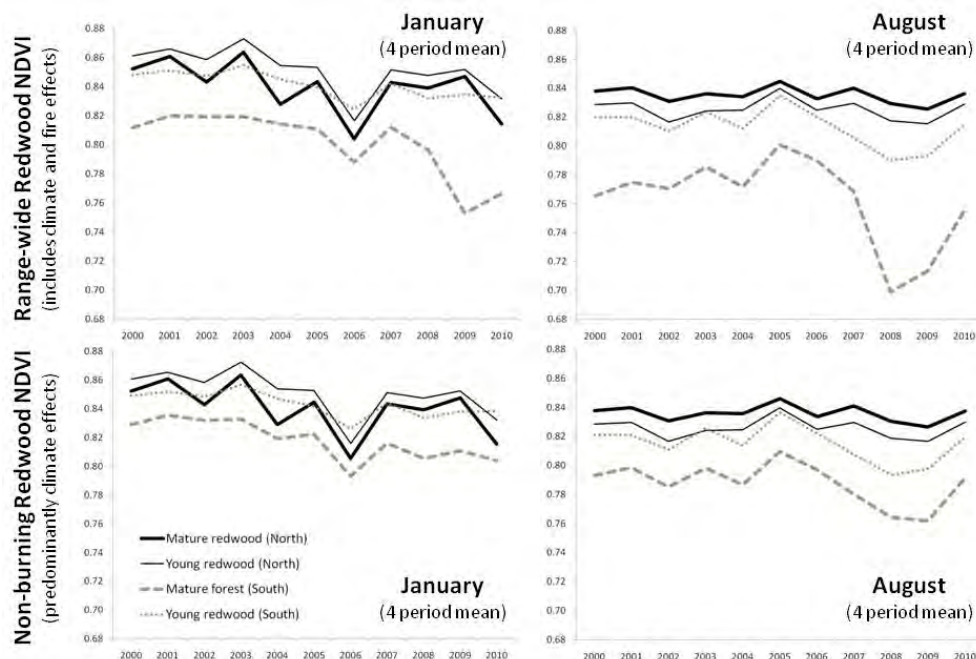 Range-wide Redwood NDVI
(includes climate and fire effects)
January
(4 period mean)
0.88
0.86
0.84
0.82
0.80
0.78
0.76
0.74
0.72
0.70
0.68
2000 2001 2002 2003 2004 2005 2006 2007 2008 2009 2010
August
(4 period mean)
0.88
0.86
0.84
0.82
0.80
0.78
0.76
0.74
0.72
0.70
0.68
2000 2001 2002 2003 2004 2005 2006 2007 2008 2009 2010
Non-burning Redwood NDVI
(predominantly climate effects)
0.88
0.86
0.84
0.82
0.80
0.78
0.76
0.74
0.72
0.70
0.68
Mature redwood (North)
Young redwood (North)
Mature forest (South)
Young redwood (South)
January
(4 period mean)
2000 2001 2002 2003 2004 2005 2006 2007 2008 2009 2010
0.88
0.86
0.84
0.82
0.80
0.78
0.76
0.74
0.72
0.70
0.68
August
(4 period mean)
2000 2001 2002 2003 2004 2005 2006 2007 2008 2009 2010